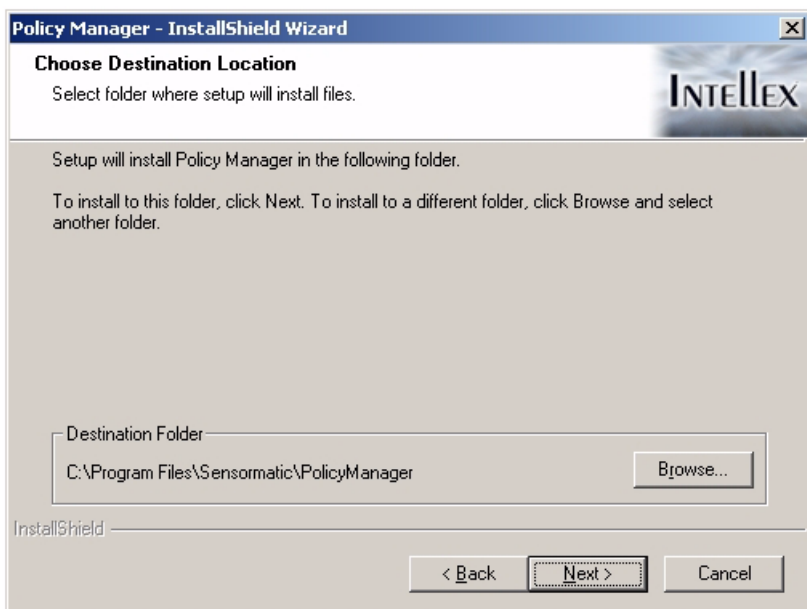 Policy Manager - InstallShield Wizard
Choose Destination Location
Select folder where setup will install files.
INTELLEX
Setup will install Policy Manager in the following folder.
To install to this folder, click Next. To install to a different folder, click Browse and select
another folder.
Destination Folder
C:\Program Files\Sensormatic\PolicyManager
Browse...
InstallShield
< Back
Next >
Cancel